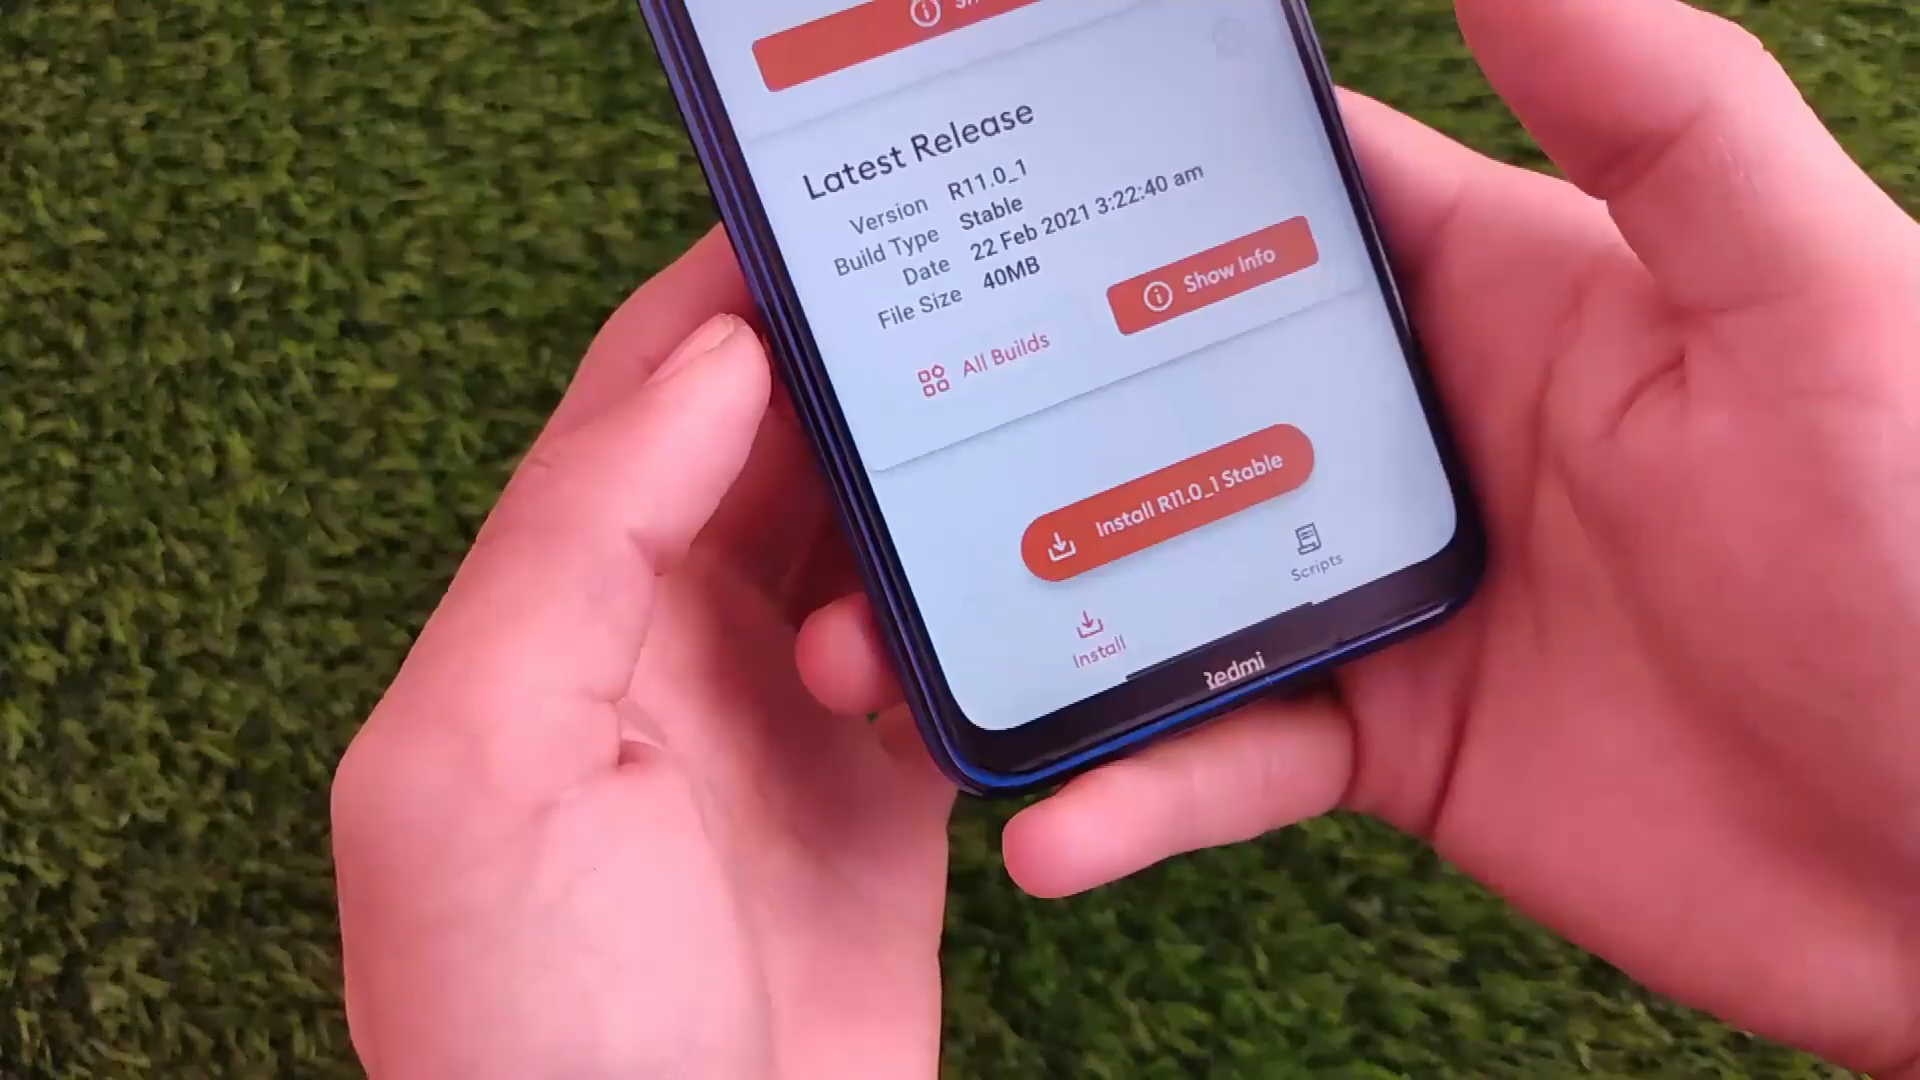 Latest Release
Version R11.0_1
Build Type Stable
Date 22 Feb 2021 3:22:40 am
File Size 40MB
All Builds
Show Info
Install R11.0_1 Stable
Install
Scripts
Redmi